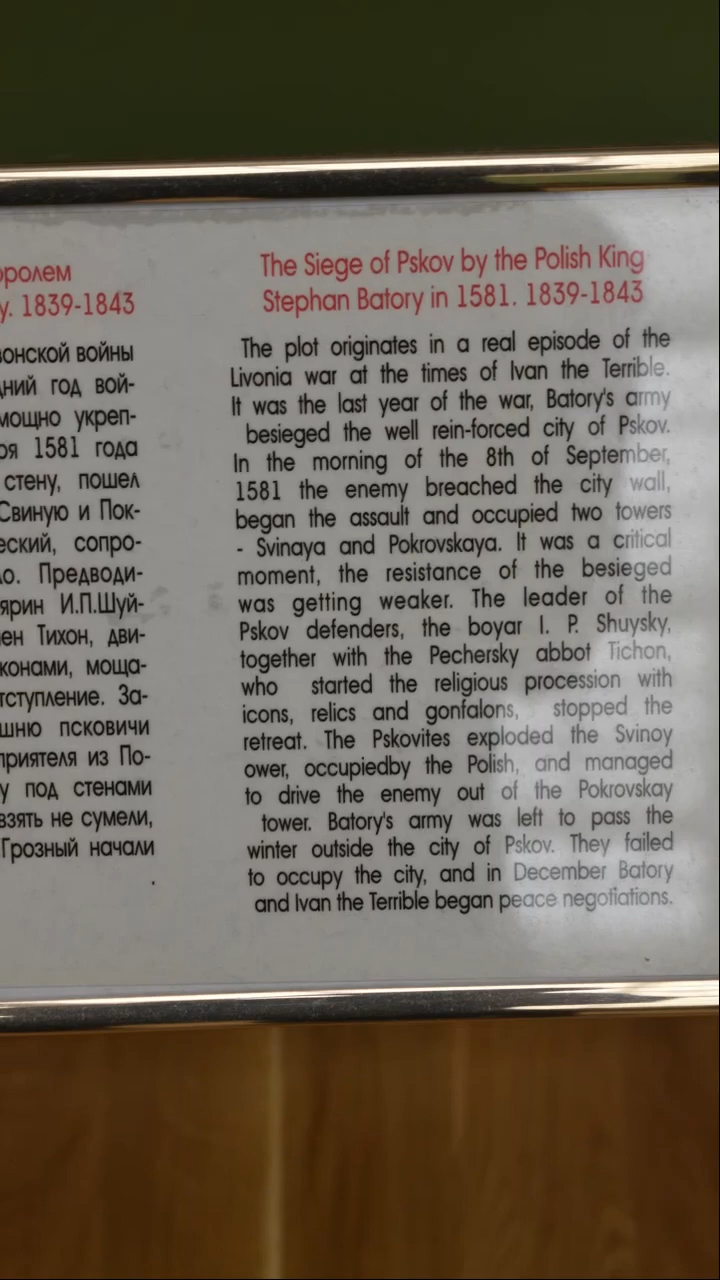 оролем
у. 1839-1843
вонской войны
дний год вой-
мощно укреп-
ря 1581 года
стену, пошел
Свиную и Пок-
еский, сопро-
ло. Предводи-
ярин И.П.Шуй-
ен Тихон, дви-
конами, моща-
тступление. За-
шню псковичи
приятеля из По-
у под стенами
взять не сумели,
Грозный начали
.
The Siege of Pskov by the Polish King
Stephan Batory in 1581. 1839-1843
The plot originates in a real episode of the
Livonia war at the times of Ivan the Terrible.
It was the last year of the war, Batory's army
besieged the well rein-forced city of Pskov.
In the morning of the 8th of September,
1581 the enemy breached the city wall,
began the assault and occupied two towers
- Svinaya and Pokrovskaya. It was a critical
moment, the resistance of the besieged
was getting weaker. The leader of the
Pskov defenders, the boyar I. P. Shuysky,
together with the Pechersky abbot Tichon,
who started the religious procession with
icons, relics and gonfalons, stopped the
retreat. The Pskovites exploded the Svinoy
ower, occupiedby the Polish, and managed
to drive the enemy out of the Pokrovskay
tower. Batory's army was left to pass the
winter outside the city of Pskov. They failed
to occupy the city, and in December Batory
and Ivan the Terrible began peace negotiations.